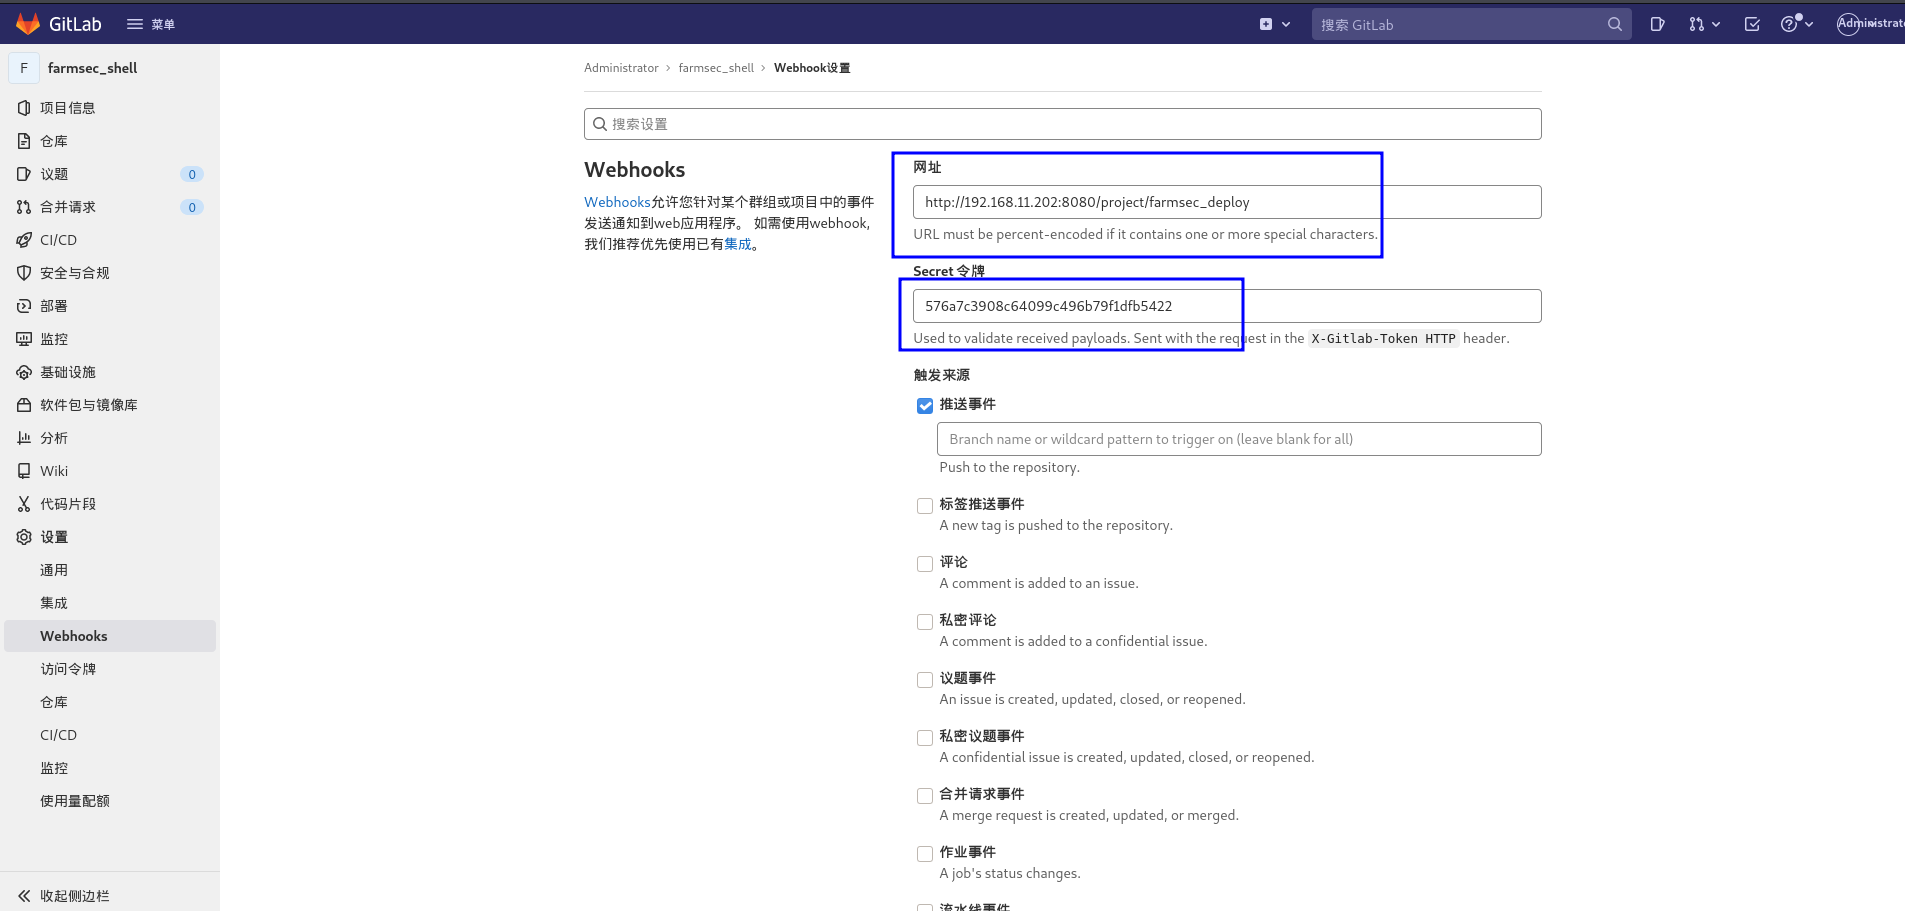 GitLab
菜单
搜索 GitLab
Administrato
F farmsec_shell
项目信息
仓库
议题 0
合并请求 0
CI/CD
安全与合规
部署
监控
基础设施
软件包与镜像库
分析
Wiki
代码片段
设置
通用
集成
Webhooks
访问令牌
仓库
CI/CD
监控
使用量配额
收起侧边栏
Administrator › farmsec_shell › Webhook设置
搜索设置
Webhooks
Webhooks允许您针对某个群组或项目中的事件
发送通知到web应用程序。 如需使用webhook,
我们推荐优先使用已有集成。
网址
http://192.168.11.202:8080/project/farmsec_deploy
URL must be percent-encoded if it contains one or more special characters.
Secret 令牌
576a7c3908c64099c496b79f1dfb5422
Used to validate received payloads. Sent with the request in the X-Gitlab-Token HTTP header.
触发来源
推送事件
Branch name or wildcard pattern to trigger on (leave blank for all)
Push to the repository.
标签推送事件
A new tag is pushed to the repository.
评论
A comment is added to an issue.
私密评论
A comment is added to a confidential issue.
议题事件
An issue is created, updated, closed, or reopened.
私密议题事件
A confidential issue is created, updated, closed, or reopened.
合并请求事件
A merge request is created, updated, or merged.
作业事件
A job's status changes.
流水线事件